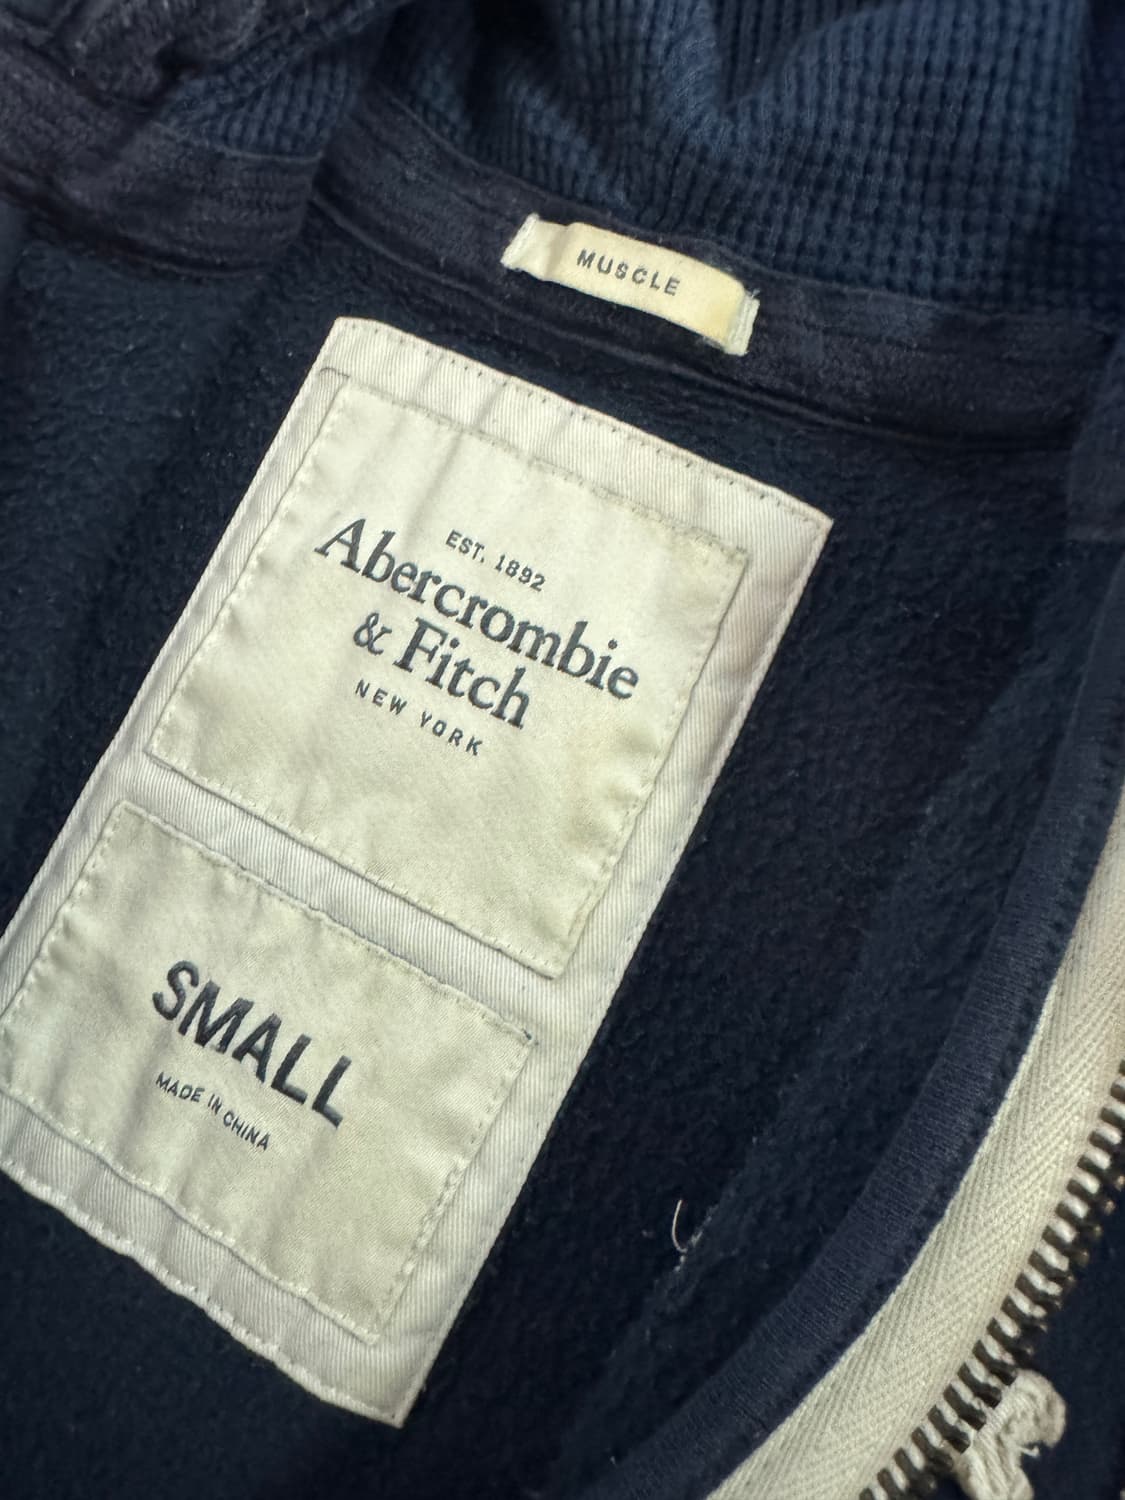 MUSCLE
EST. 1892
Abercrombie
& Fitch
NEW YORK
SMALL
MADE IN CHINA